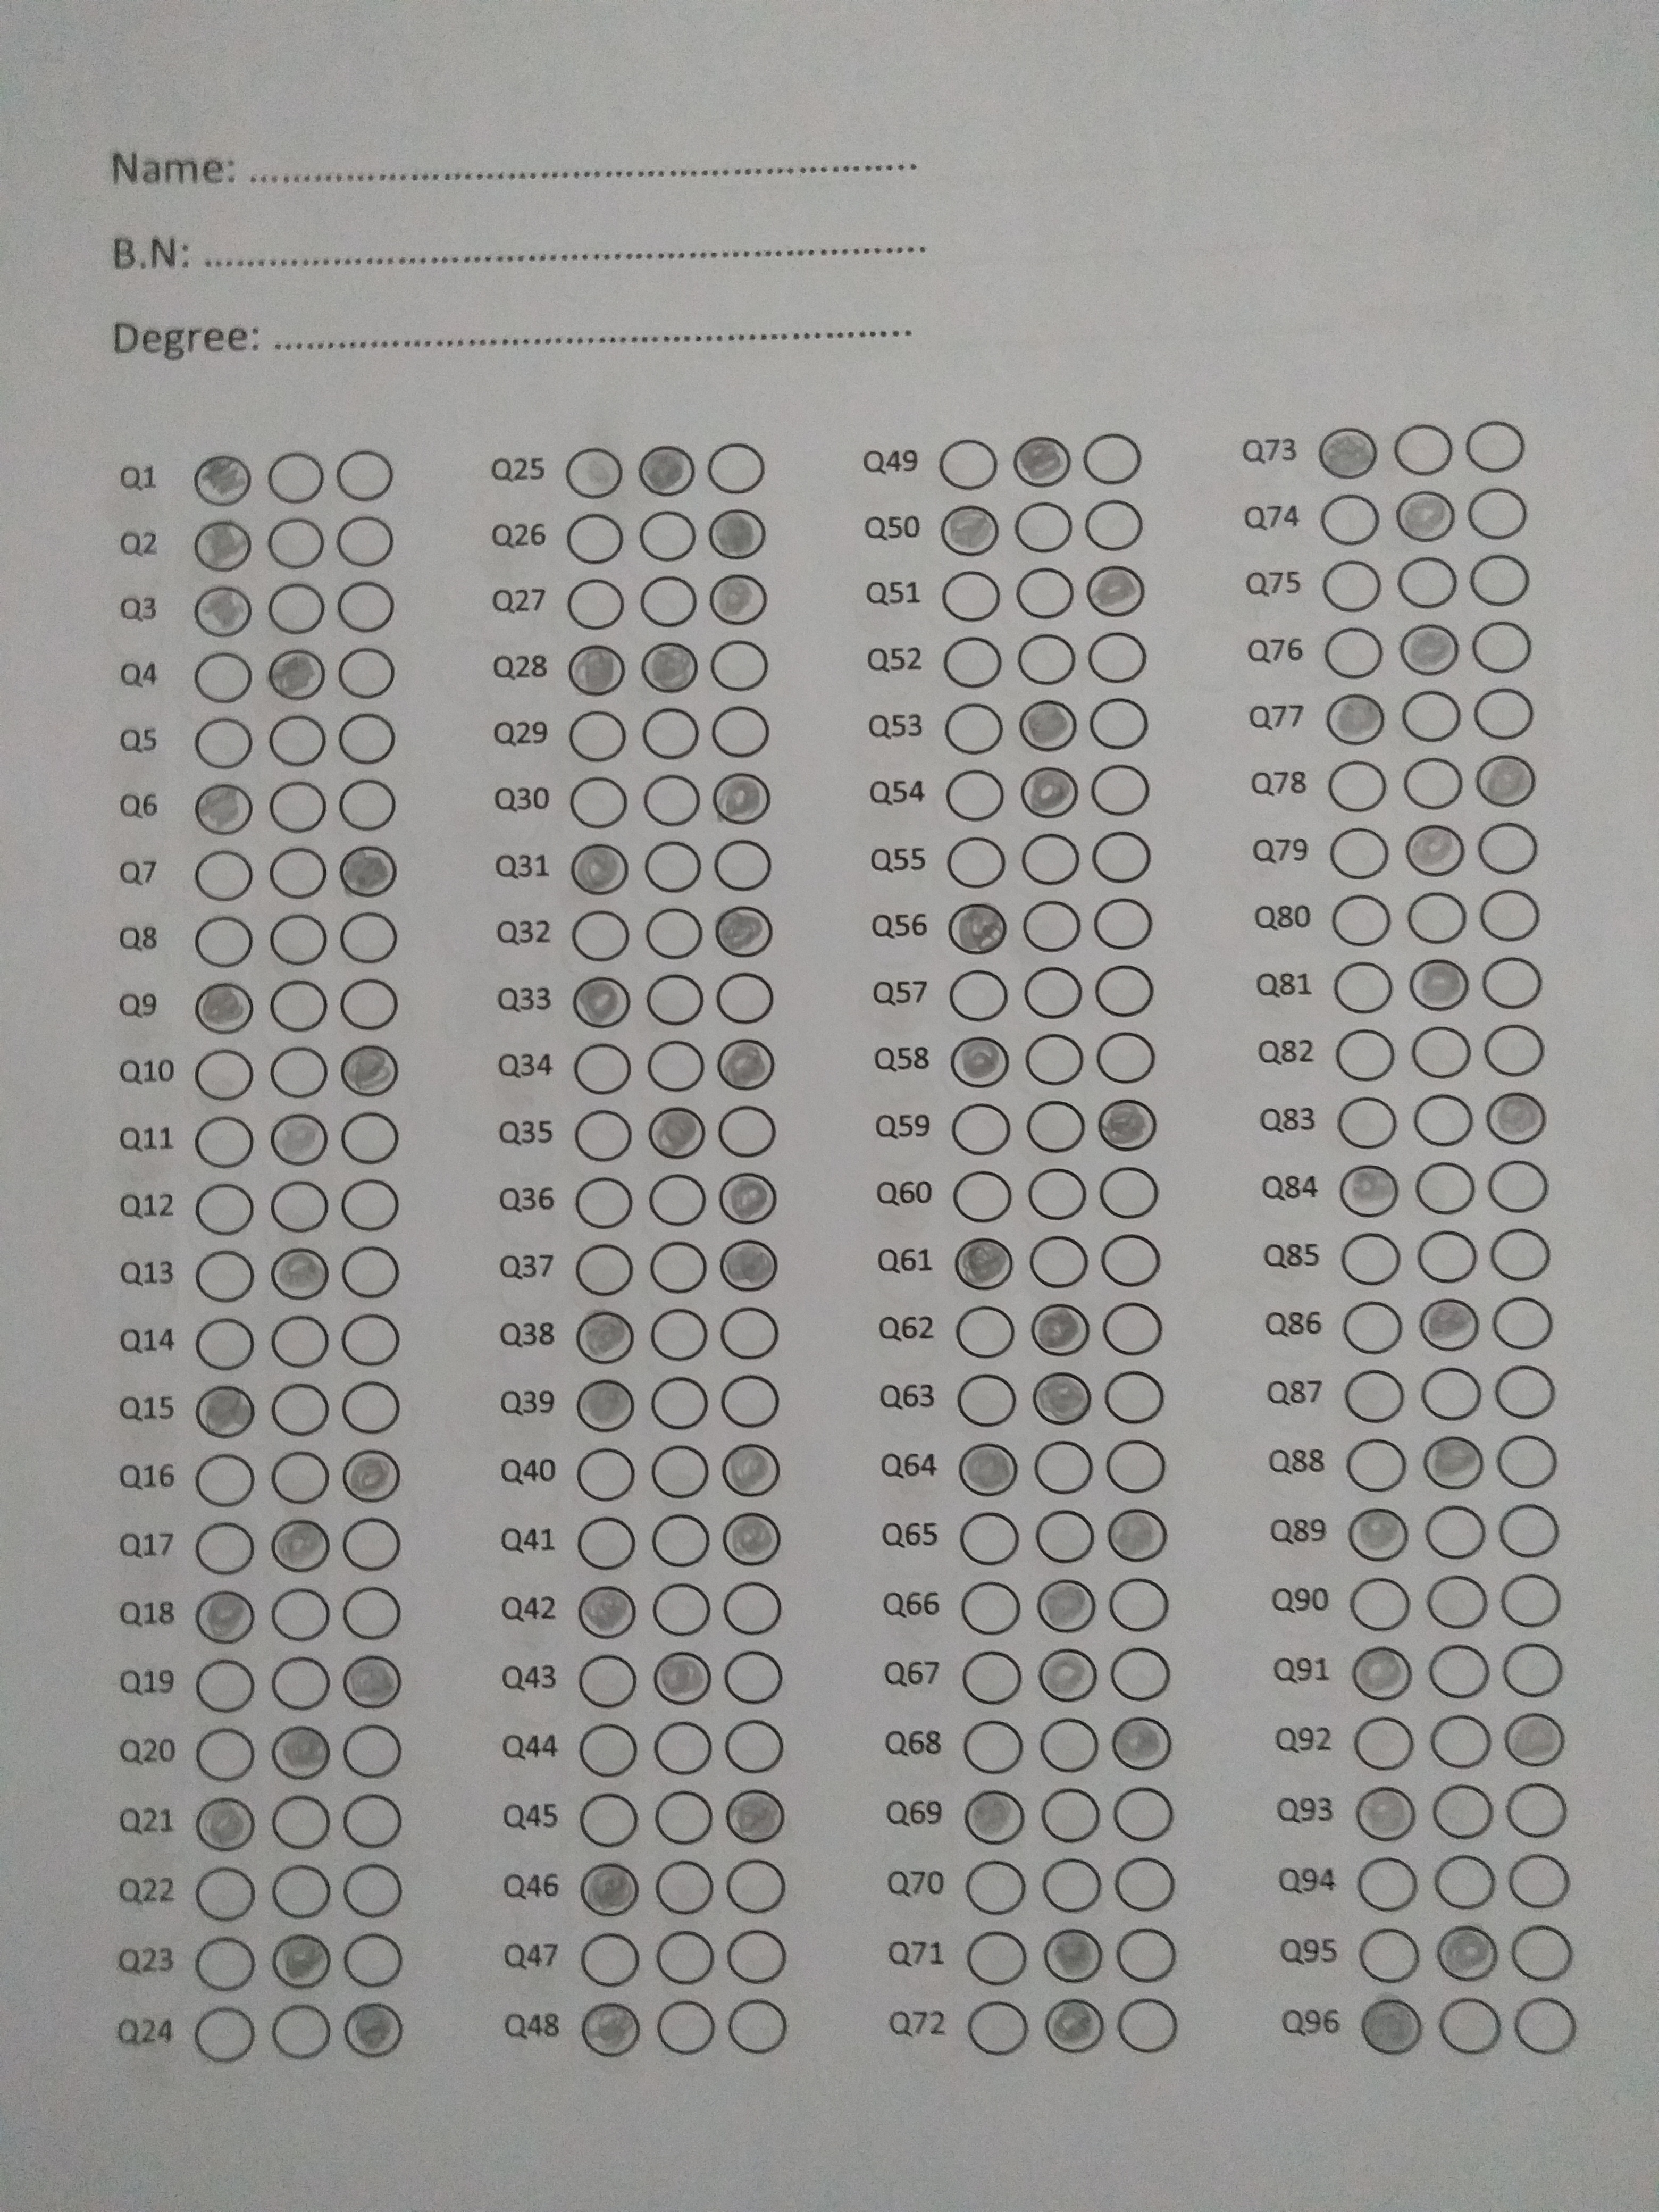 Name: ..........................................................
B.N: ...............................................................
Degree: ........................................................
Q1 Q25 Q49 Q73
Q2 Q26 Q50 Q74
Q3 Q27 Q51 Q75
Q4 Q28 Q52 Q76
Q5 Q29 Q53 Q77
Q6 Q30 Q54 Q78
Q7 Q31 Q55 Q79
Q8 Q32 Q56 Q80
Q9 Q33 Q57 Q81
Q10 Q34 Q58 Q82
Q11 Q35 Q59 Q83
Q12 Q36 Q60 Q84
Q13 Q37 Q61 Q85
Q14 Q38 Q62 Q86
Q15 Q39 Q63 Q87
Q16 Q40 Q64 Q88
Q17 Q41 Q65 Q89
Q18 Q42 Q66 Q90
Q19 Q43 Q67 Q91
Q20 Q44 Q68 Q92
Q21 Q45 Q69 Q93
Q22 Q46 Q70 Q94
Q23 Q47 Q71 Q95
Q24 Q48 Q72 Q96